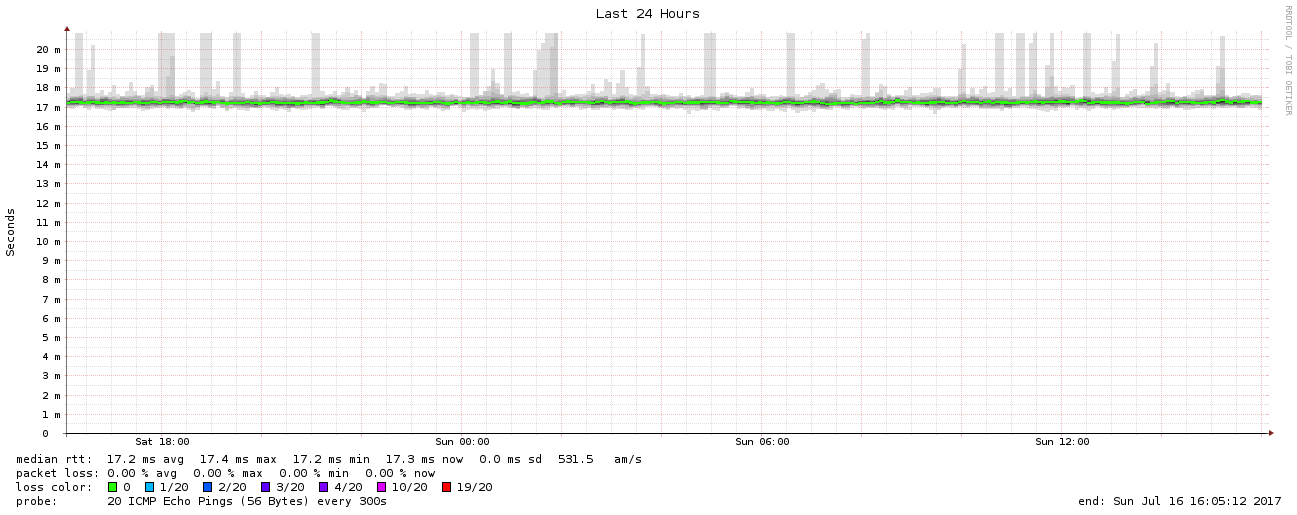 Last 24 Hours
RRDTOOL / TOBI OETIKER
Seconds
20 m
19 m
18 m
17 m
16 m
15 m
14 m
13 m
12 m
11 m
10 m
9 m
8 m
7 m
6 m
5 m
4 m
3 m
2 m
1 m
0
Sat 18:00 Sun 00:00 Sun 06:00 Sun 12:00
median rtt: 17.2 ms avg 17.4 ms max 17.2 ms min 17.3 ms now 0.0 ms sd 531.5 am/s
packet loss: 0.00 % avg 0.00 % max 0.00 % min 0.00 % now
loss color: 0 1/20 2/20 3/20 4/20 10/20 19/20
probe: 20 ICMP Echo Pings (56 Bytes) every 300s end: Sun Jul 16 16:05:12 2017